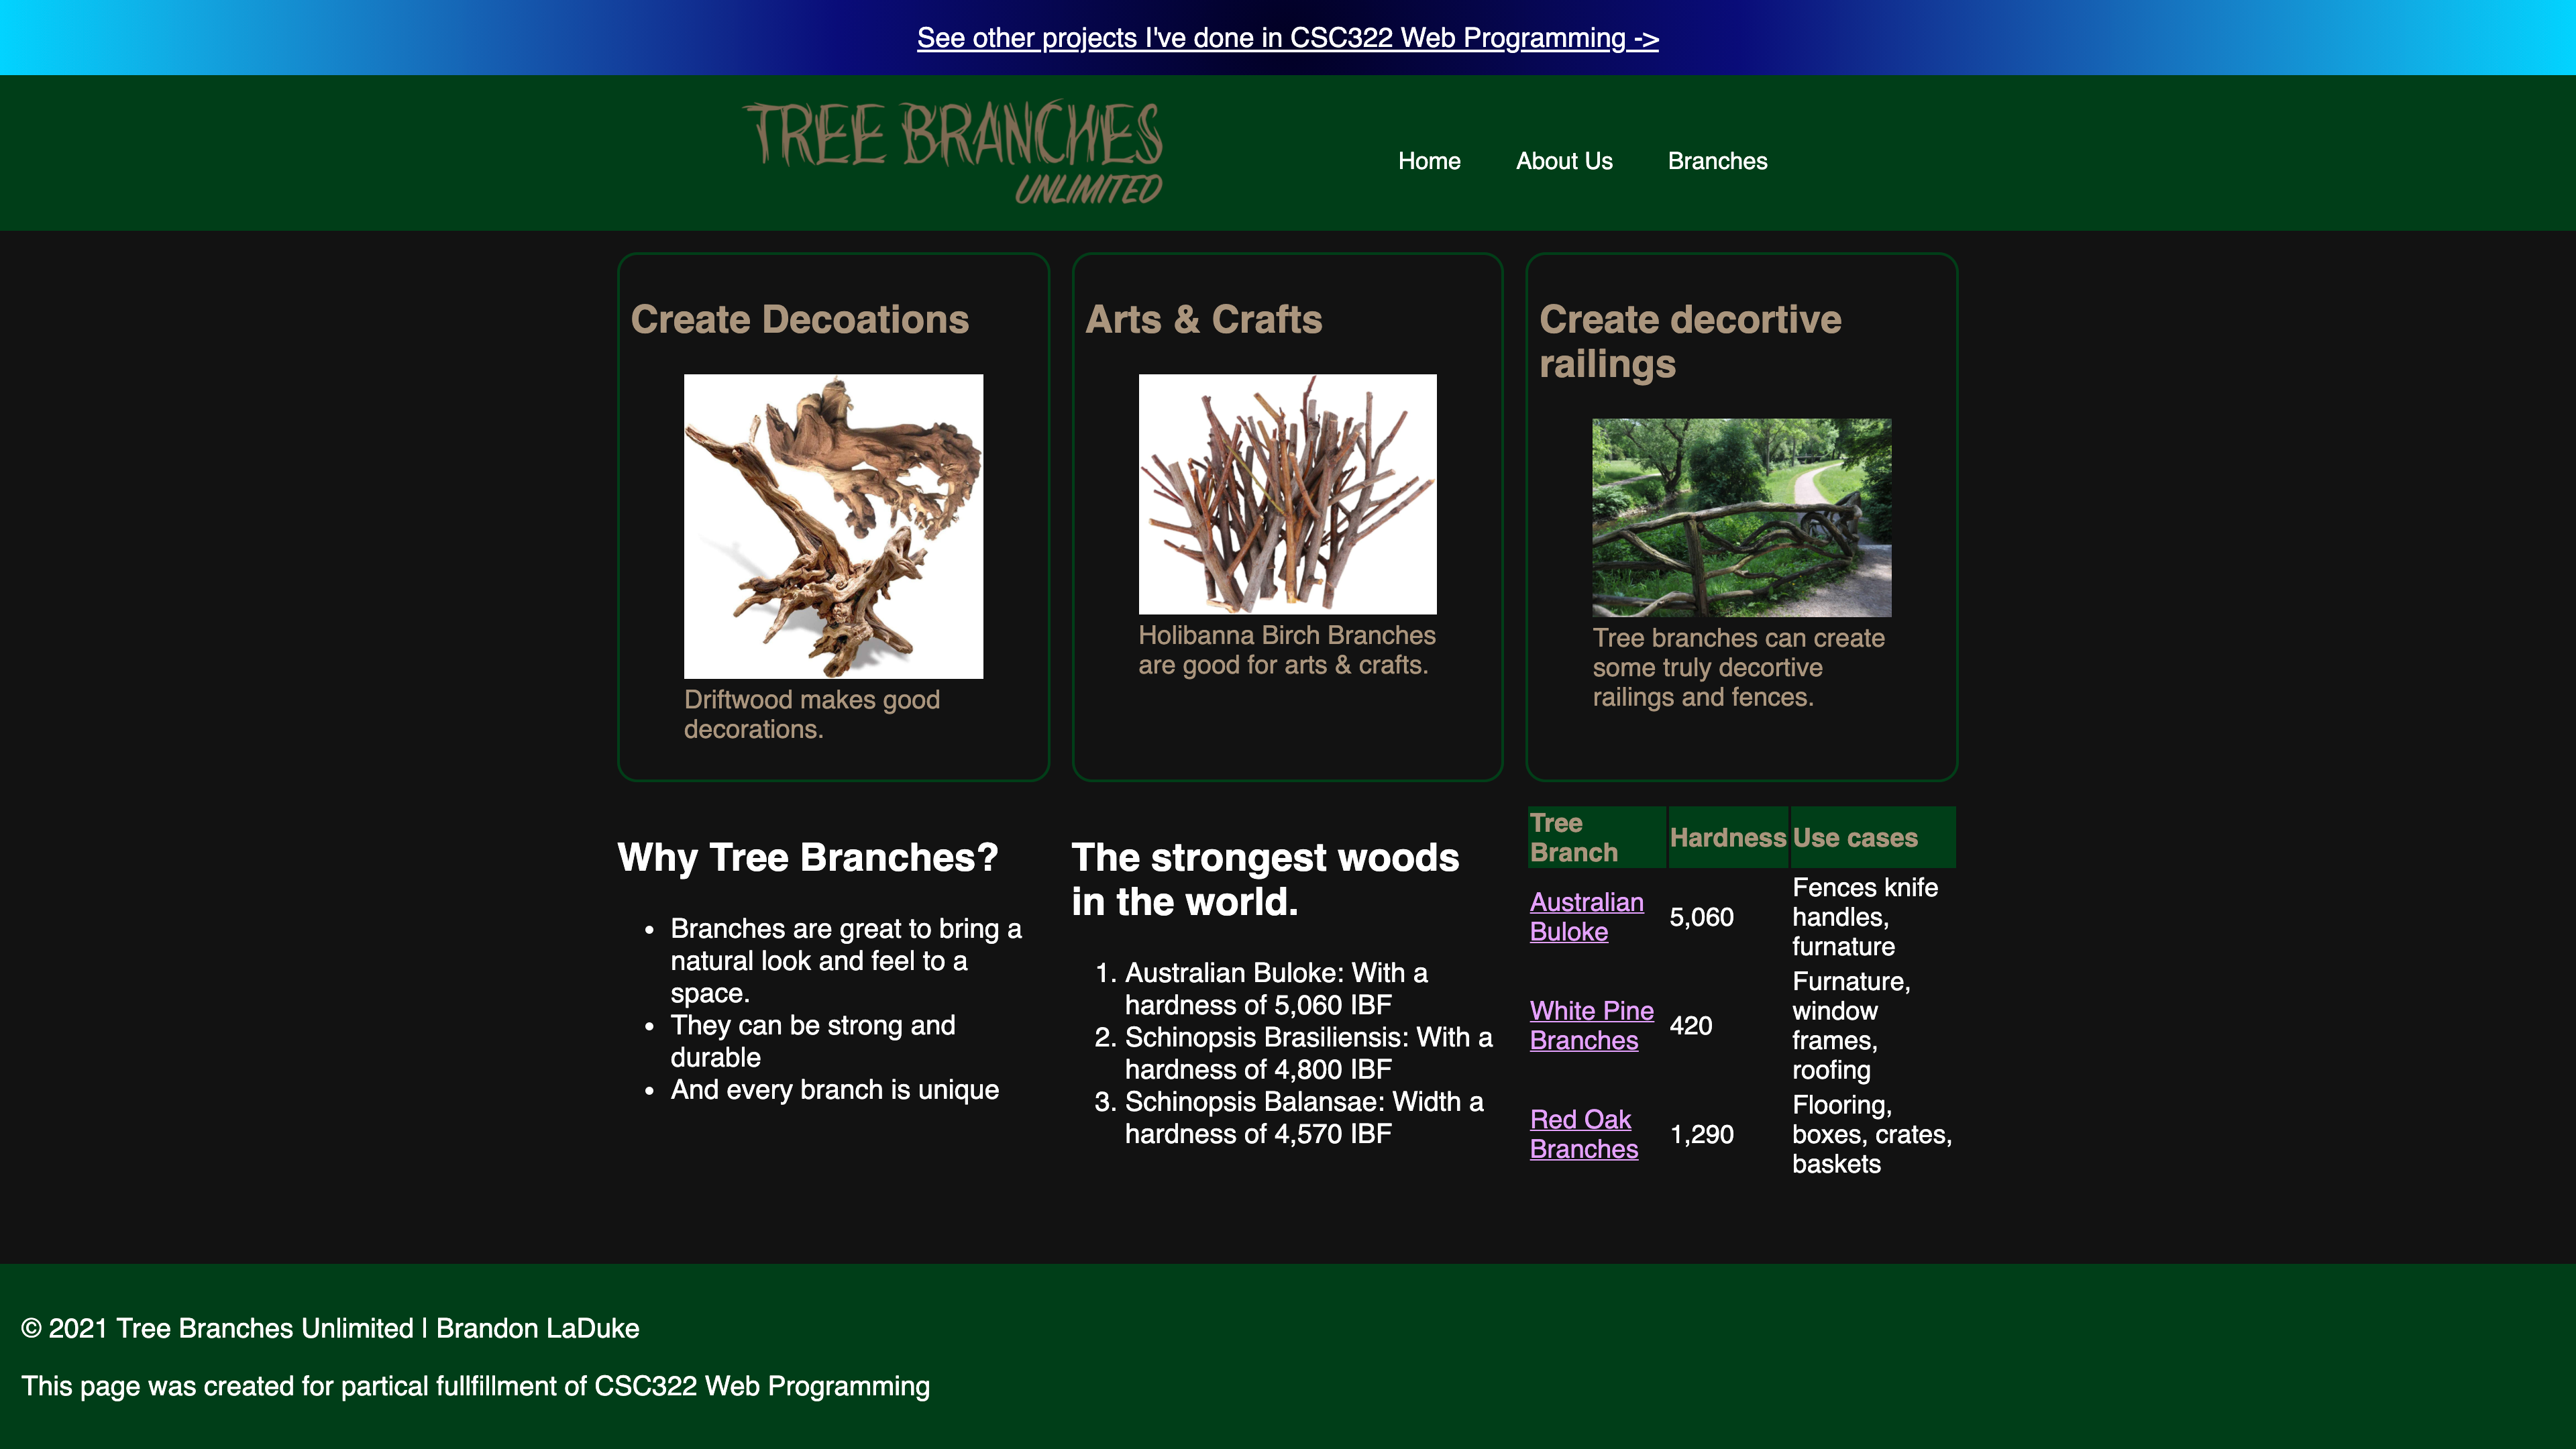 See other projects I've done in CSC322 Web Programming ->
TREE BRANCHES
UNLIMITED
Home
About Us
Branches
Create Decoations
Driftwood makes good
decorations.
Arts & Crafts
Holibanna Birch Branches
are good for arts & crafts.
Create decortive
railings
Tree branches can create
some truly decortive
railings and fences.
Why Tree Branches?
• Branches are great to bring a
natural look and feel to a
space.
• They can be strong and
durable
• And every branch is unique
The strongest woods
in the world.
1. Australian Buloke: With a
hardness of 5,060 IBF
2. Schinopsis Brasiliensis: With a
hardness of 4,800 IBF
3. Schinopsis Balansae: Width a
hardness of 4,570 IBF
Tree
Branch
Hardness
Use cases
Australian
Buloke
5,060
Fences knife
handles,
furnature
White Pine
Branches
420
Furnature,
window
frames,
roofing
Red Oak
Branches
1,290
Flooring,
boxes, crates,
baskets
© 2021 Tree Branches Unlimited | Brandon LaDuke
This page was created for partical fullfillment of CSC322 Web Programming